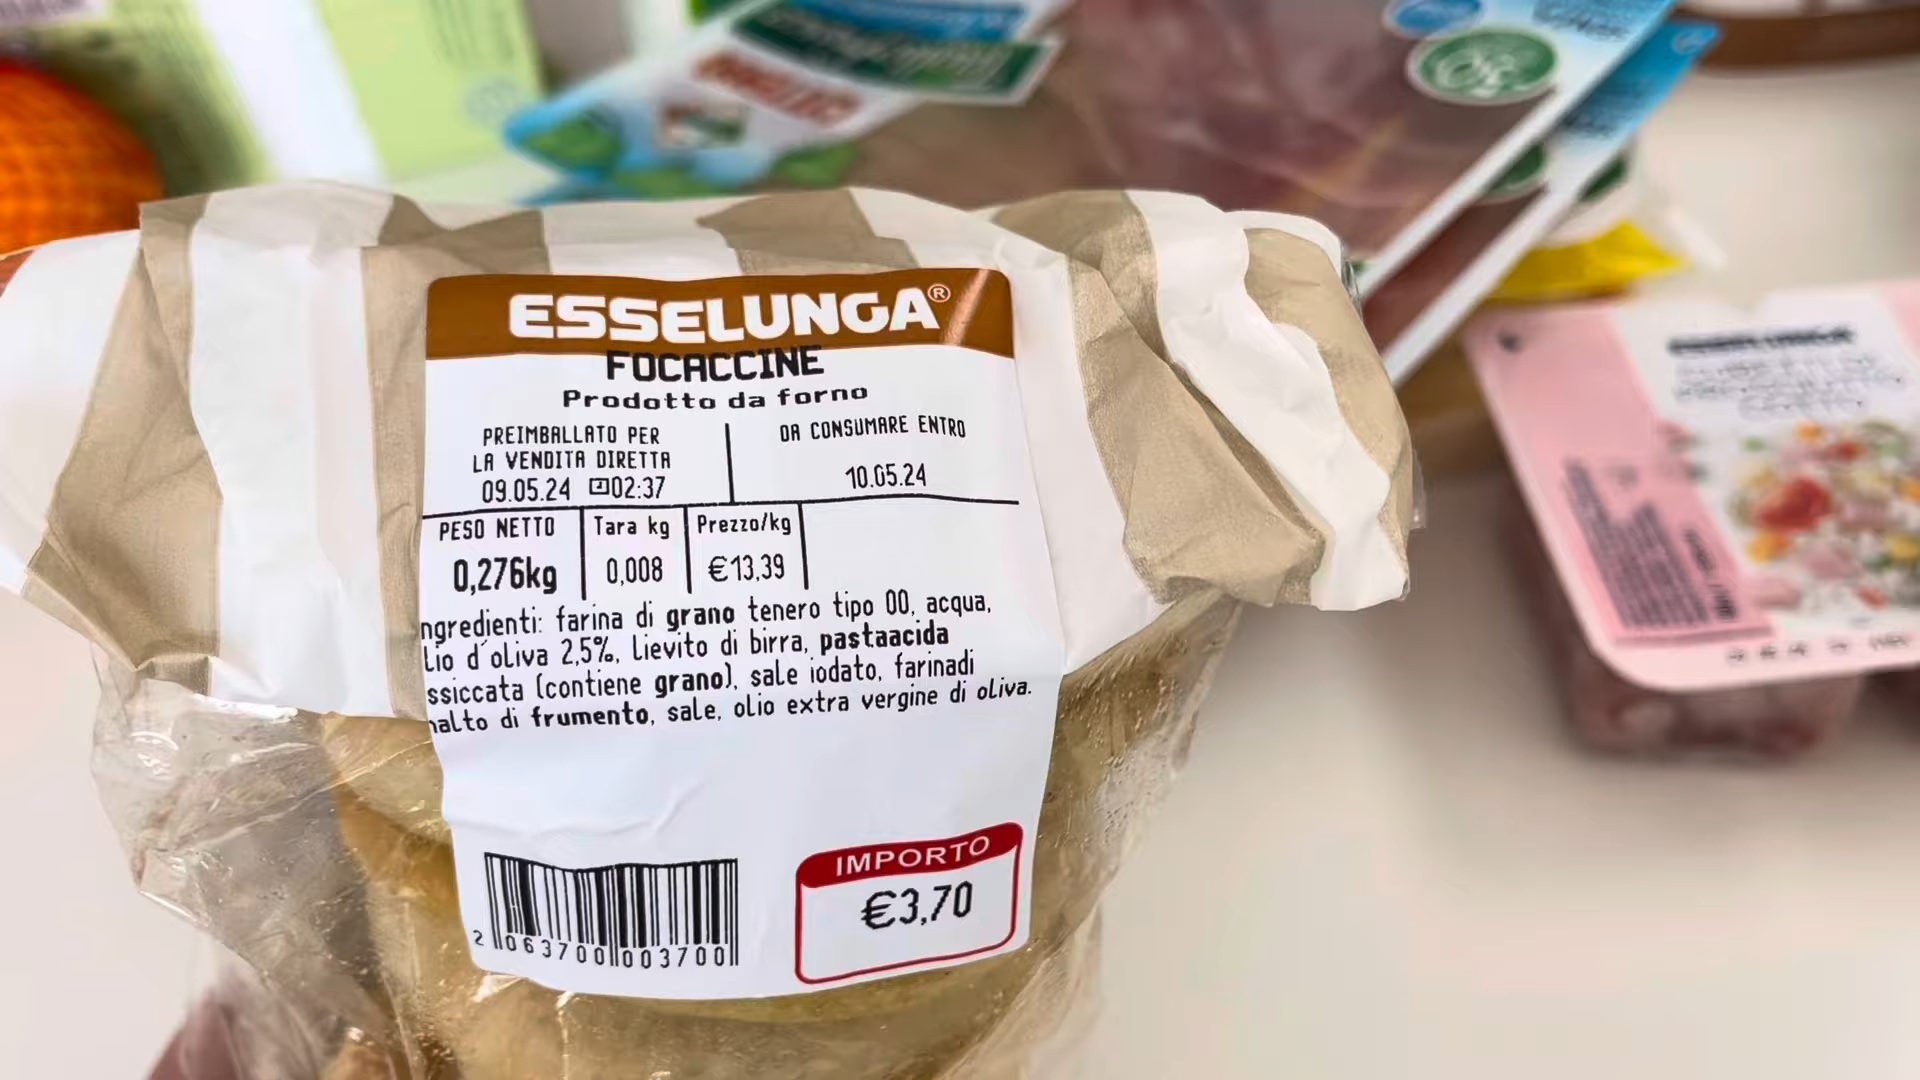 ESSELUNGA®
FOCACCINE
Prodotto da forno
PREIMBALLATO PER
LA VENDITA DIRETTA
09.05.24 02:37
DA CONSUMARE ENTRO
10.05.24
PESO NETTO
0,276kg
Tara kg
0,008
Prezzo/kg
€13,39
ngredienti: farina di grano tenero tipo 00, acqua,
lio d'oliva 2,5%, lievito di birra, pastaacida
ssiccata (contiene grano), sale iodato, farinadi
malto di frumento, sale, olio extra vergine di oliva.
IMPORTO
€3,70
2 063700 003700
ESSELUNGA